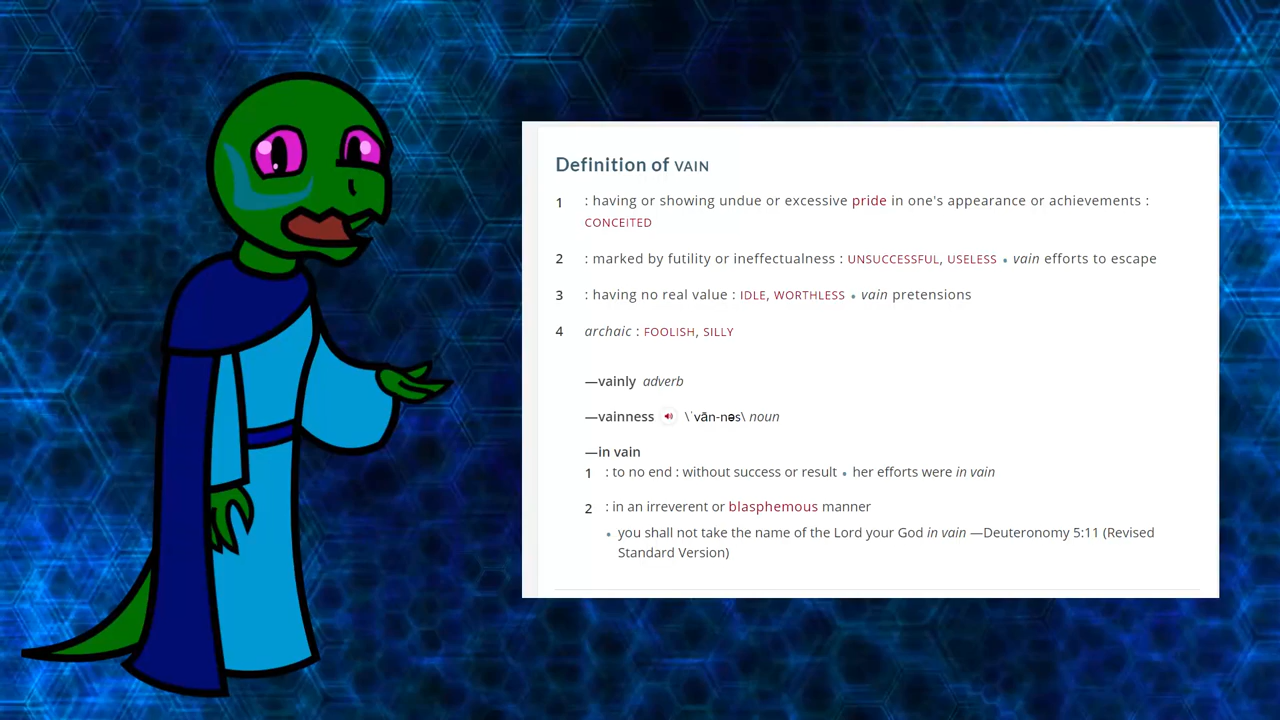 Definition of VAIN
1 : having or showing undue or excessive pride in one's appearance or achievements :
CONCEITED
2 : marked by futility or ineffectualness : UNSUCCESSFUL, USELESS • vain efforts to escape
3 : having no real value : IDLE, WORTHLESS • vain pretensions
4 archaic : FOOLISH, SILLY
—vainly adverb
—vainness \ ˈvān-nəs\ noun
—in vain
1 : to no end : without success or result • her efforts were in vain
2 : in an irreverent or blasphemous manner
• you shall not take the name of the Lord your God in vain —Deuteronomy 5:11 (Revised
Standard Version)